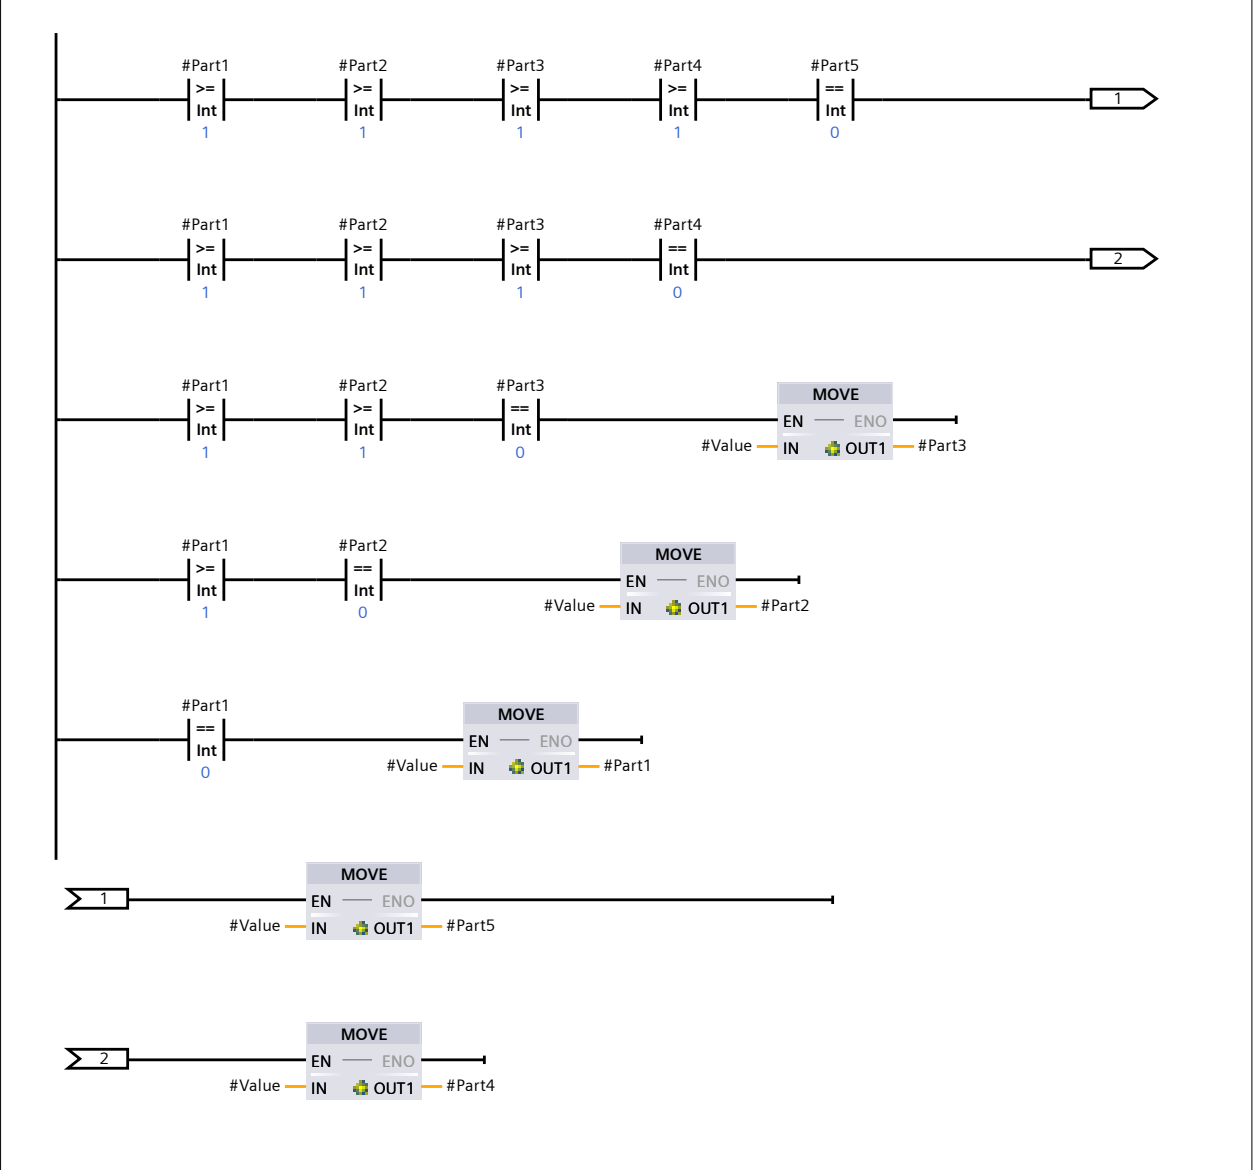 #Part1 #Part2 #Part3 #Part4 #Part5
>= >= >= >= ==
Int Int Int Int Int
1 1 1 1 0
1
#Part1 #Part2 #Part3 #Part4
>= >= >= ==
Int Int Int Int
1 1 1 0
2
#Part1 #Part2 #Part3
>= >= ==
Int Int Int
1 1 0
MOVE
EN ENO
#Value IN OUT1 #Part3
#Part1 #Part2
>= ==
Int Int
1 0
MOVE
EN ENO
#Value IN OUT1 #Part2
#Part1
==
Int
0
MOVE
EN ENO
#Value IN OUT1 #Part1
1
MOVE
EN ENO
#Value IN OUT1 #Part5
2
MOVE
EN ENO
#Value IN OUT1 #Part4